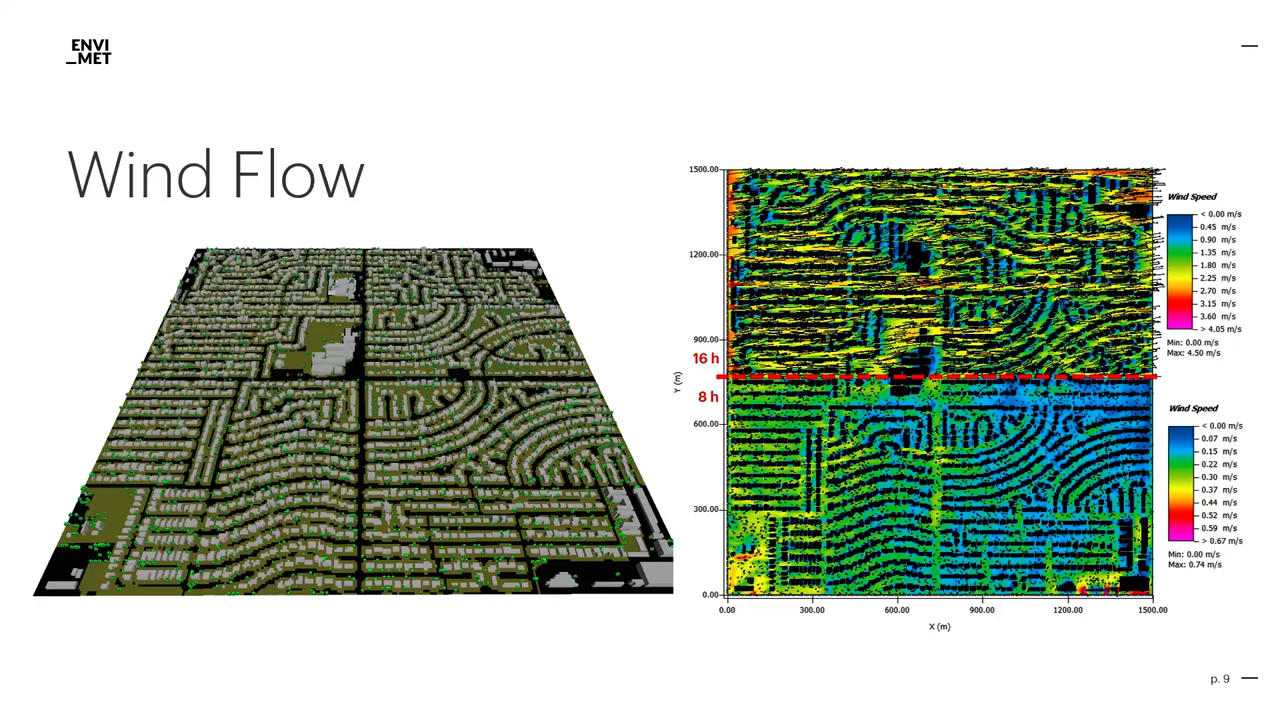 ENVI
_MET
Wind Flow
1500.00
1200.00
900.00
600.00
300.00
0.00
Y (m)
16 h
8 h
0.00 300.00 600.00 900.00 1200.00 1500.00
X (m)
Wind Speed
< 0.00 m/s
0.45 m/s
0.90 m/s
1.35 m/s
1.80 m/s
2.25 m/s
2.70 m/s
3.15 m/s
3.60 m/s
> 4.05 m/s
Min: 0.00 m/s
Max: 4.50 m/s
Wind Speed
< 0.00 m/s
0.07 m/s
0.15 m/s
0.22 m/s
0.30 m/s
0.37 m/s
0.44 m/s
0.52 m/s
0.59 m/s
> 0.67 m/s
Min: 0.00 m/s
Max: 0.74 m/s
p. 9